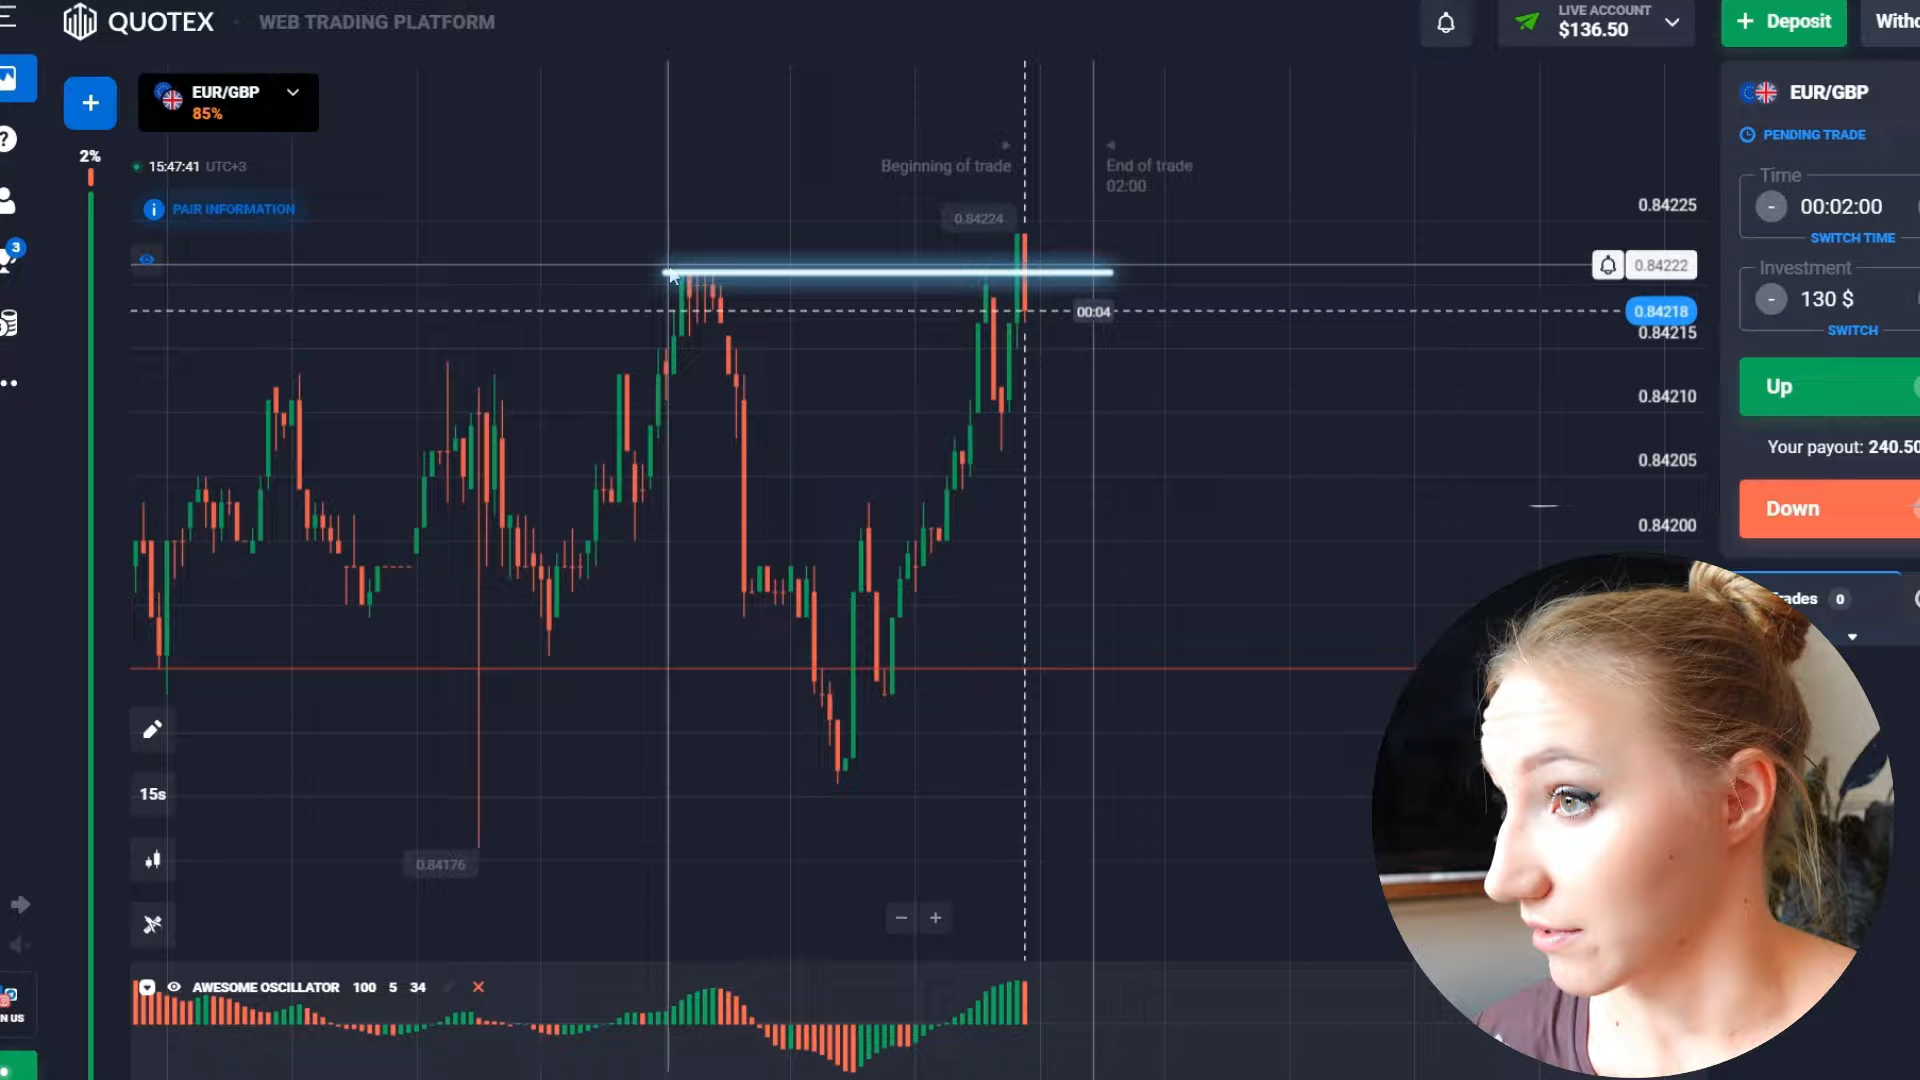 QUOTEX
WEB TRADING PLATFORM
LIVE ACCOUNT
$136.50
+ Deposit
EUR/GBP
85%
2%
15:47:41 UTC+3
PAIR INFORMATION
Beginning of trade
End of trade
02:00
0.84224
00:04
0.84225
0.84222
0.84218
0.84215
0.84210
0.84205
0.84200
0.84176
EUR/GBP
PENDING TRADE
Time
- 00:02:00
SWITCH TIME
Investment
- 130 $
SWITCH
Up
Your payout: 240.50
Down
0
3
15s
− +
AWESOME OSCILLATOR 100 5 34
US